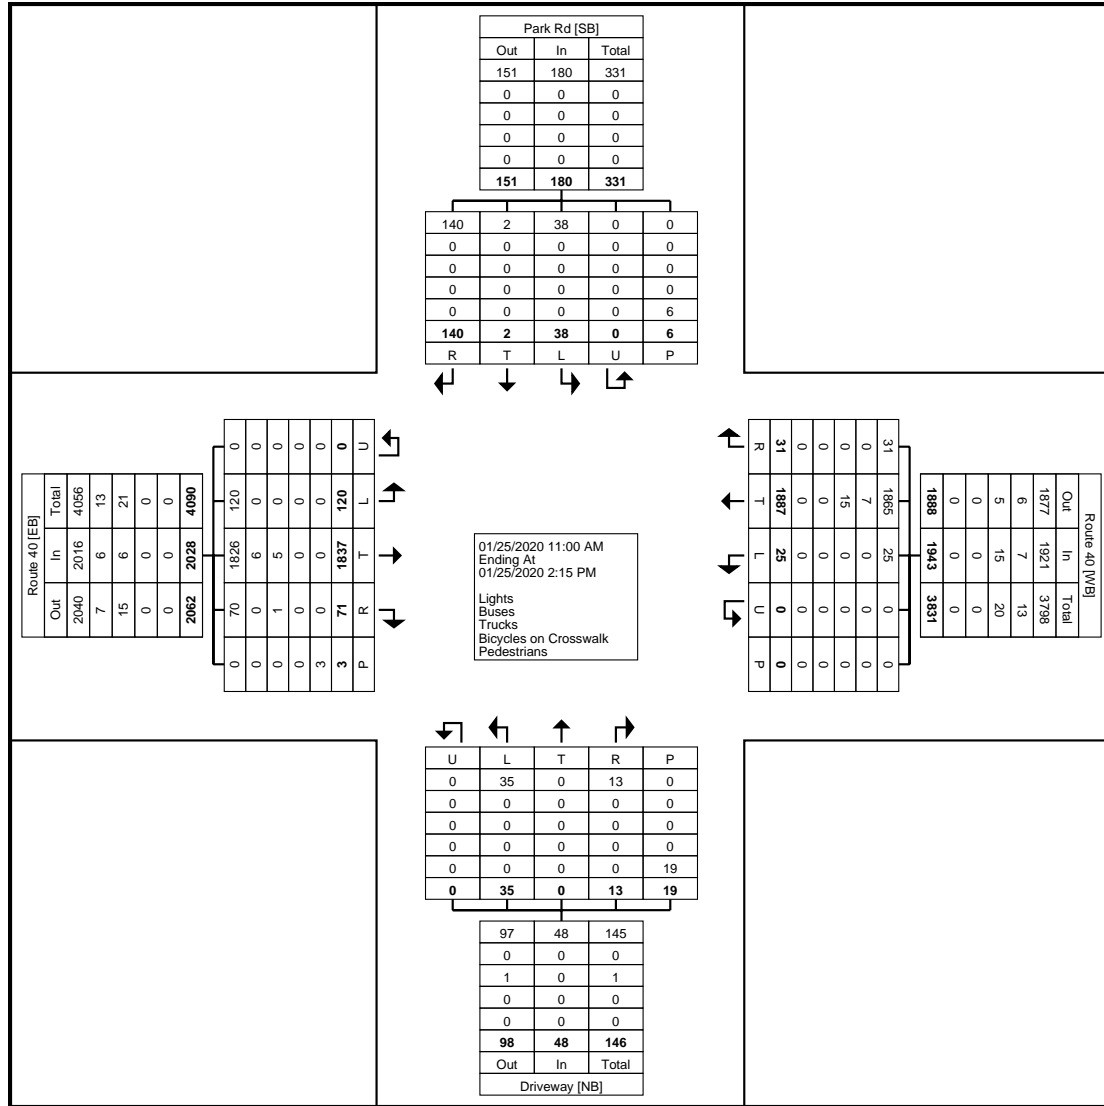 Park Rd [SB]
Out In Total
151 180 331
0 0 0
0 0 0
0 0 0
0 0 0
151 180 331
140 2 38 0 0
0 0 0 0 0
0 0 0 0 0
0 0 0 0 0
0 0 0 0 6
140 2 38 0 6
R T L U P
Route 40 [EB]
Total In Out
4056 2016 2040
13 6 7
21 6 15
0 0 0
0 0 0
4090 2028 2062
0 120 1826 70 0
0 0 6 0 0
0 0 5 1 0
0 0 0 0 0
0 0 0 0 3
0 120 1837 71 3
U L T R P
01/25/2020 11:00 AM
Ending At
01/25/2020 2:15 PM
Lights
Buses
Trucks
Bicycles on Crosswalk
Pedestrians
Route 40 [WB]
Out In Total
1877 1921 3798
6 7 13
5 15 20
0 0 0
0 0 0
1888 1943 3831
31 1865 25 0 0
0 7 0 0 0
0 15 0 0 0
0 0 0 0 0
0 0 0 0 0
31 1887 25 0 0
R T L U P
U L T R P
0 35 0 13 0
0 0 0 0 0
0 0 0 0 0
0 0 0 0 0
0 0 0 0 19
0 35 0 13 19
97 48 145
0 0 0
1 0 1
0 0 0
0 0 0
98 48 146
Out In Total
Driveway [NB]